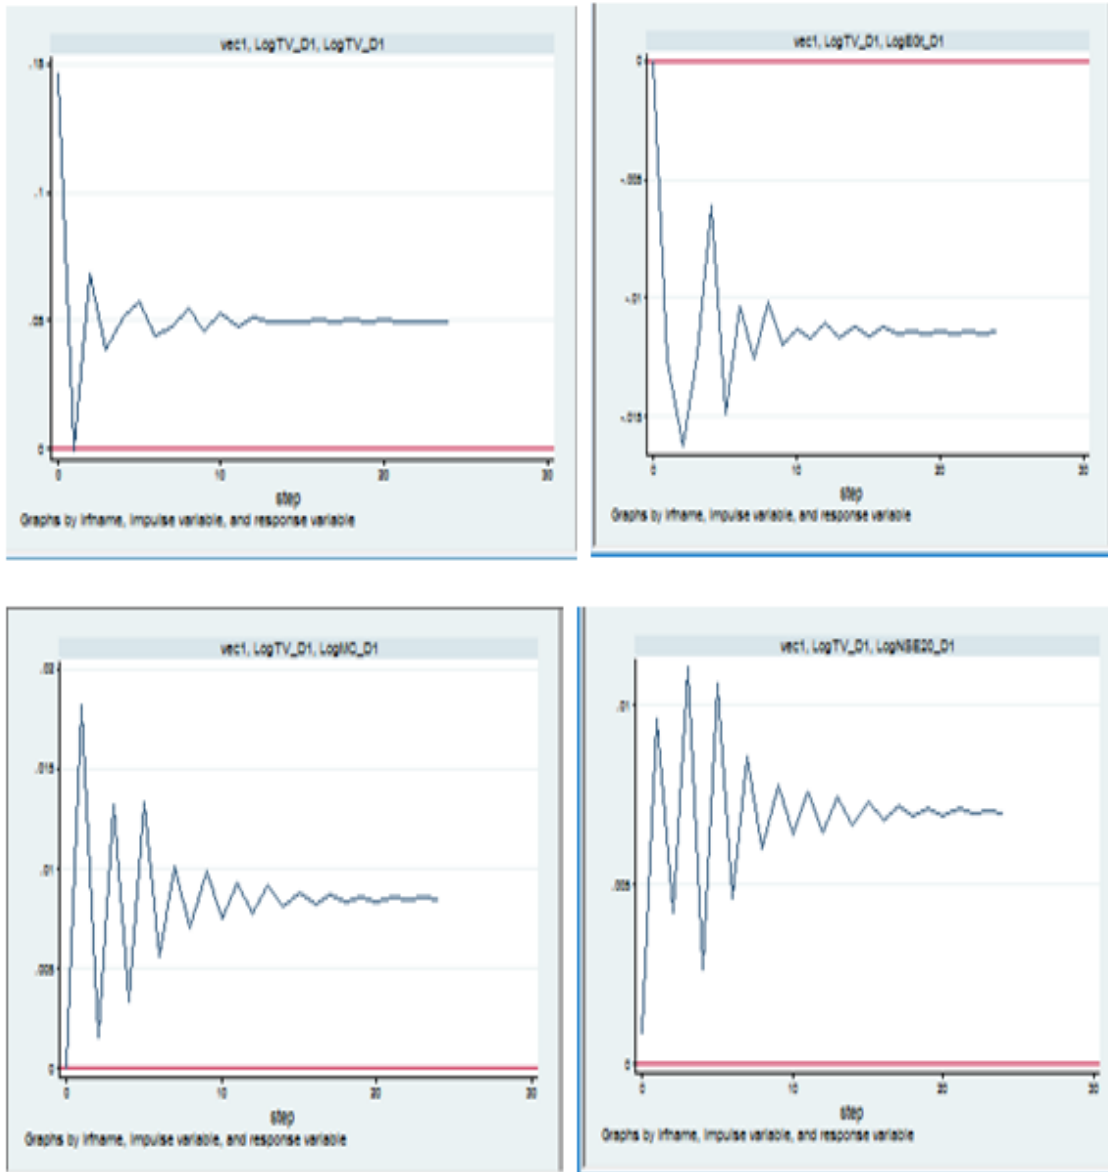 vec1, LogTV_D1, LogTV_D1
.15
.1
.05
0
0
10
20
30
step
Graphs by irfname, impulse variable, and response variable
vec1, LogTV_D1,
0
-.005
-.01
-.015
0
10
20
30
step
Graphs by irfname, impulse variable, and response variable
vec1, LogTV_D1, LogMC_D1
.02
.015
.01
.005
0
0
10
20
30
step
Graphs by irfname, impulse variable, and response variable
vec1, LogTV_D1, LogNSE20_D1
.01
.005
0
0
10
20
30
step
Graphs by irfname, impulse variable, and response variable